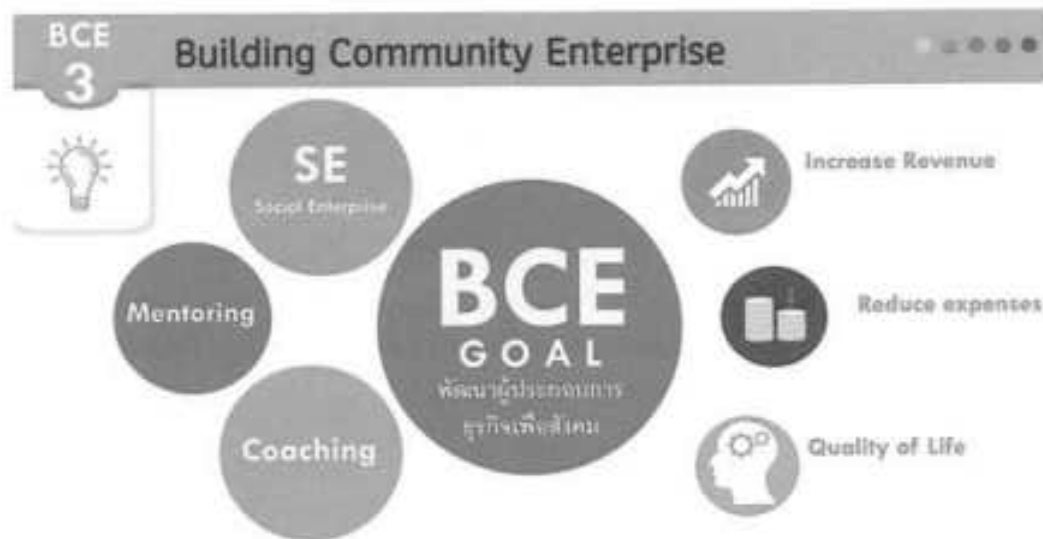 BCE
3
Building Community Enterprise
SE
Social Enterprise
Mentoring
Coaching
BCE
GOAL
พัฒนาผู้ประกอบการ
ธุรกิจเพื่อสังคม
Increase Revenue
Reduce expenses
Quality of Life